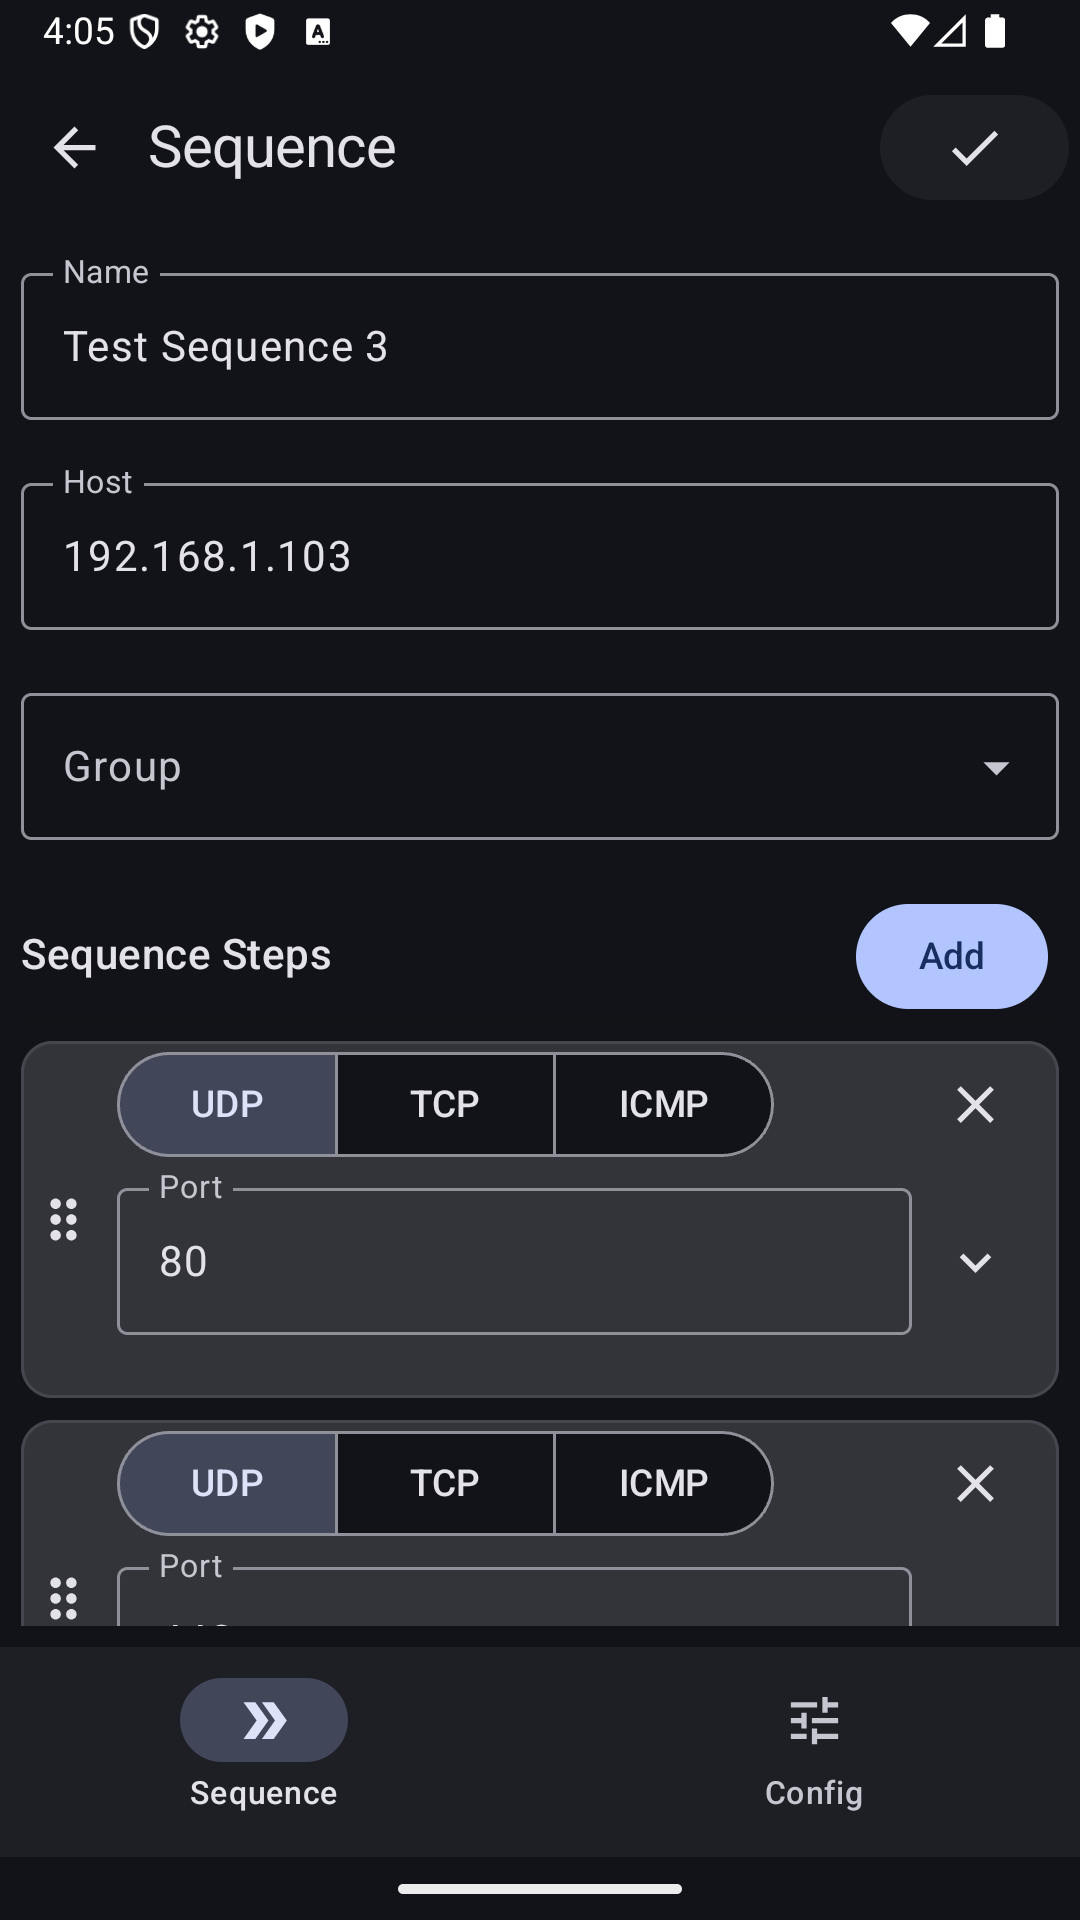 4:05
Sequence
Name
Test Sequence 3
Host
192.168.1.103
Group
Sequence Steps
Add
UDP TCP ICMP
Port
80
UDP TCP ICMP
Port
Sequence
Config